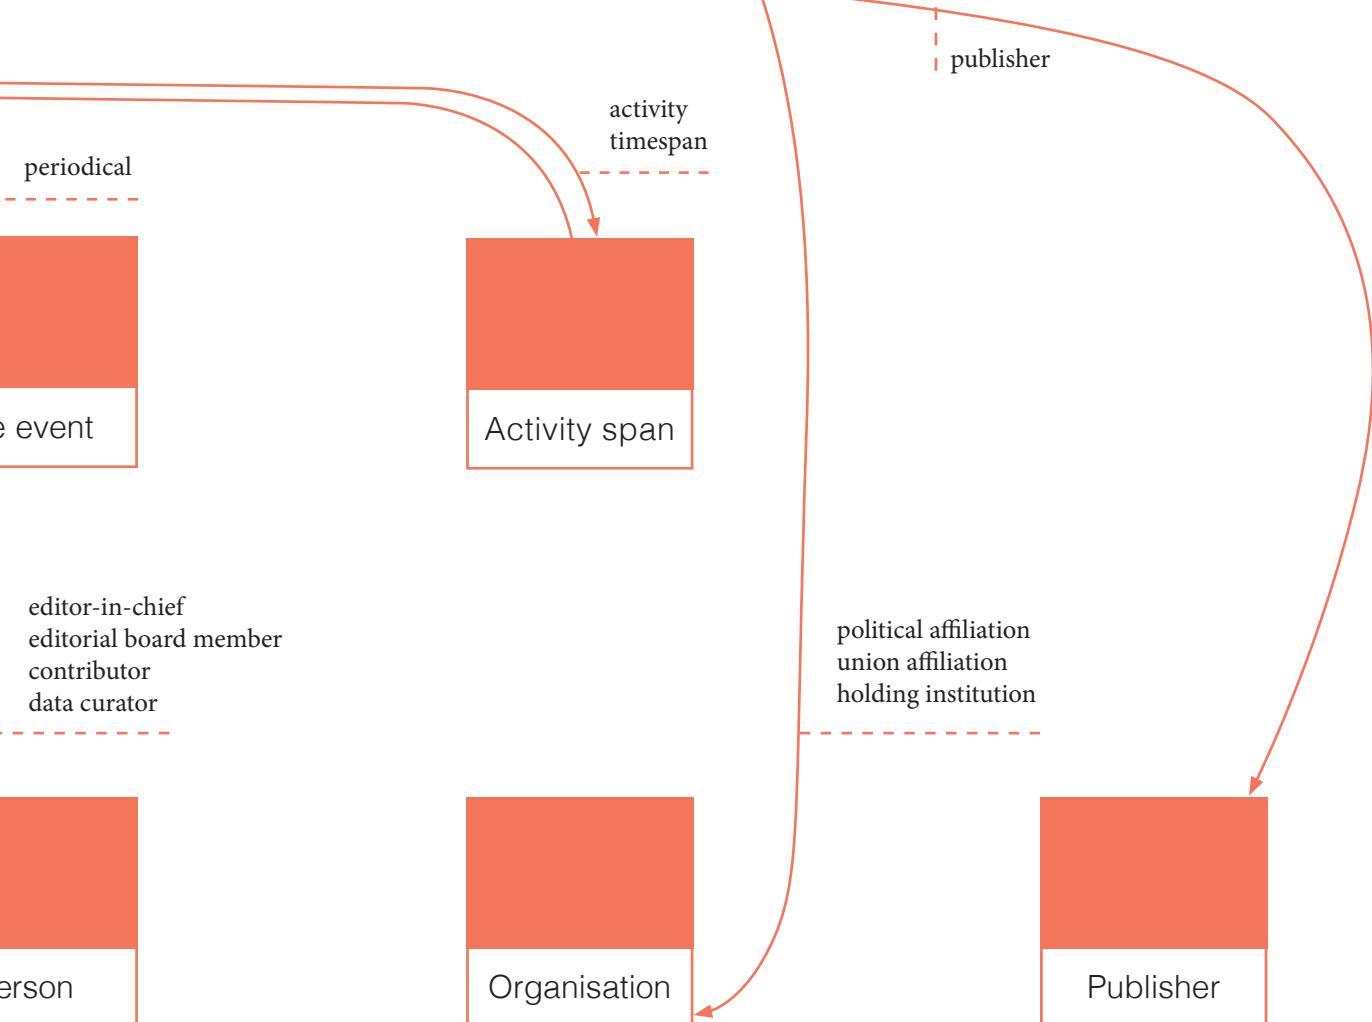 publisher
activity
timespan
periodical
event
Activity span
editor-in-chief
editorial board member
contributor
data curator
political affiliation
union affiliation
holding institution
erson
Organisation
Publisher